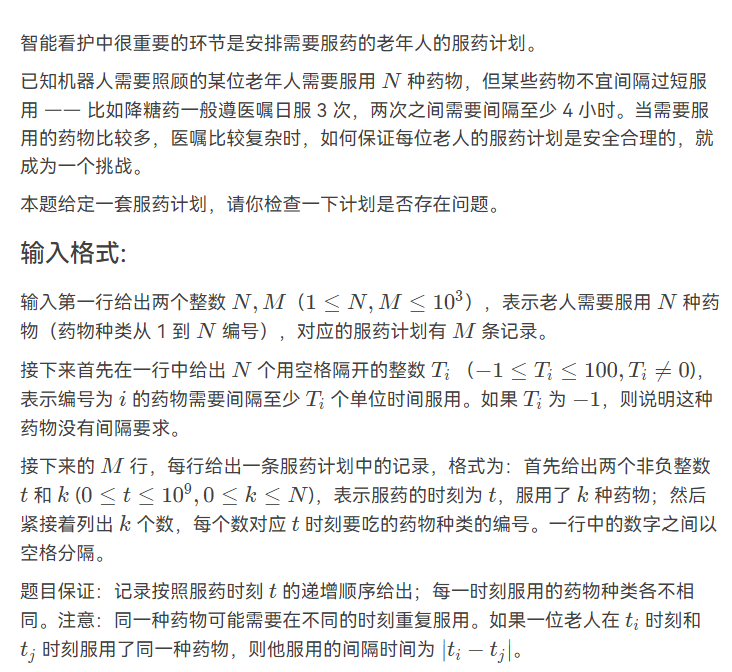 智能看护中很重要的环节是安排需要服药的老年人的服药计划。
已知机器人需要照顾的某位老年人需要服用 N 种药物，但某些药物不宜间隔过短服
用 —— 比如降糖药一般遵医嘱日服 3 次，两次之间需要间隔至少 4 小时。当需要服
用的药物比较多，医嘱比较复杂时，如何保证每位老人的服药计划是安全合理的，就
成为一个挑战。
本题给定一套服药计划，请你检查一下计划是否存在问题。
输入格式:
输入第一行给出两个整数 N, M（1 ≤ N, M ≤ 10³），表示老人需要服用 N 种药
物（药物种类从 1 到 N 编号），对应的服药计划有 M 条记录。
接下来首先在一行中给出 N 个用空格隔开的整数 Tᵢ （−1 ≤ Tᵢ ≤ 100, Tᵢ ≠ 0),
表示编号为 i 的药物需要间隔至少 Tᵢ 个单位时间服用。如果 Tᵢ 为 −1，则说明这种
药物没有间隔要求。
接下来的 M 行，每行给出一条服药计划中的记录，格式为：首先给出两个非负整数
t 和 k (0 ≤ t ≤ 10⁹, 0 ≤ k ≤ N)，表示服药的时刻为 t，服用了 k 种药物；然后
紧接着列出 k 个数，每个数对应 t 时刻要吃的药物种类的编号。一行中的数字之间以
空格分隔。
题目保证：记录按照服药时刻 t 的递增顺序给出；每一时刻服用的药物种类各不相
同。注意：同一种药物可能需要在不同的时刻重复服用。如果一位老人在 tᵢ 时刻和
tⱼ 时刻服用了同一种药物，则他服用的间隔时间为 |tᵢ − tⱼ|。